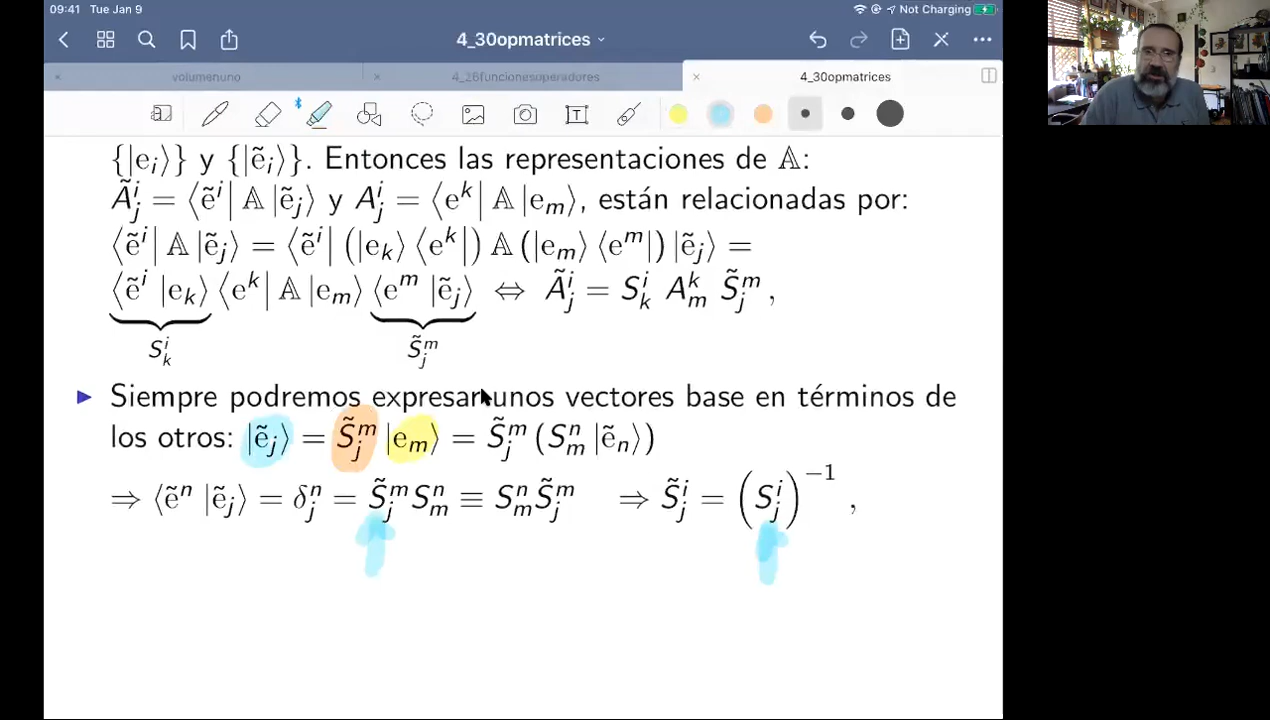 09:41 Tue Jan 9
Not Charging
4_30opmatrices
volumenuno
4_26funcionesoperadores
4_30opmatrices
{|e_i⟩} y {|ẽ_i⟩}. Entonces las representaciones de 𝔸:
Ã^i_j = ⟨ẽ^i| 𝔸 |ẽ_j⟩ y A^i_j = ⟨e^k| 𝔸 |e_m⟩, están relacionadas por:
⟨ẽ^i| 𝔸 |ẽ_j⟩ = ⟨ẽ^i| (|e_k⟩ ⟨e^k|) 𝔸 (|e_m⟩ ⟨e^m|) |ẽ_j⟩ =
⟨ẽ^i |e_k⟩ ⟨e^k| 𝔸 |e_m⟩ ⟨e^m |ẽ_j⟩ ⇔ Ã^i_j = S^i_k A^k_m S̃^m_j ,
S^i_k S̃^m_j
▶ Siempre podremos expresar unos vectores base en términos de
los otros: |ẽ_j⟩ = S̃^m_j |e_m⟩ = S̃^m_j (S^n_m |ẽ_n⟩)
⇒ ⟨ẽ^n |ẽ_j⟩ = δ^n_j = S̃^m_j S^n_m ≡ S^n_m S̃^m_j ⇒ S̃^i_j = (S^i_j)^{−1} ,